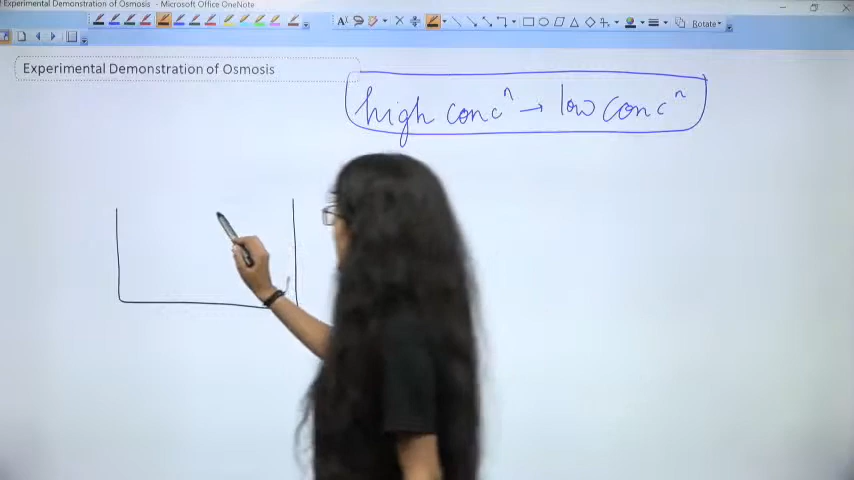 Experimental Demonstration of Osmosis - Microsoft Office OneNote
Rotate
Experimental Demonstration of Osmosis
high concⁿ → low concⁿ